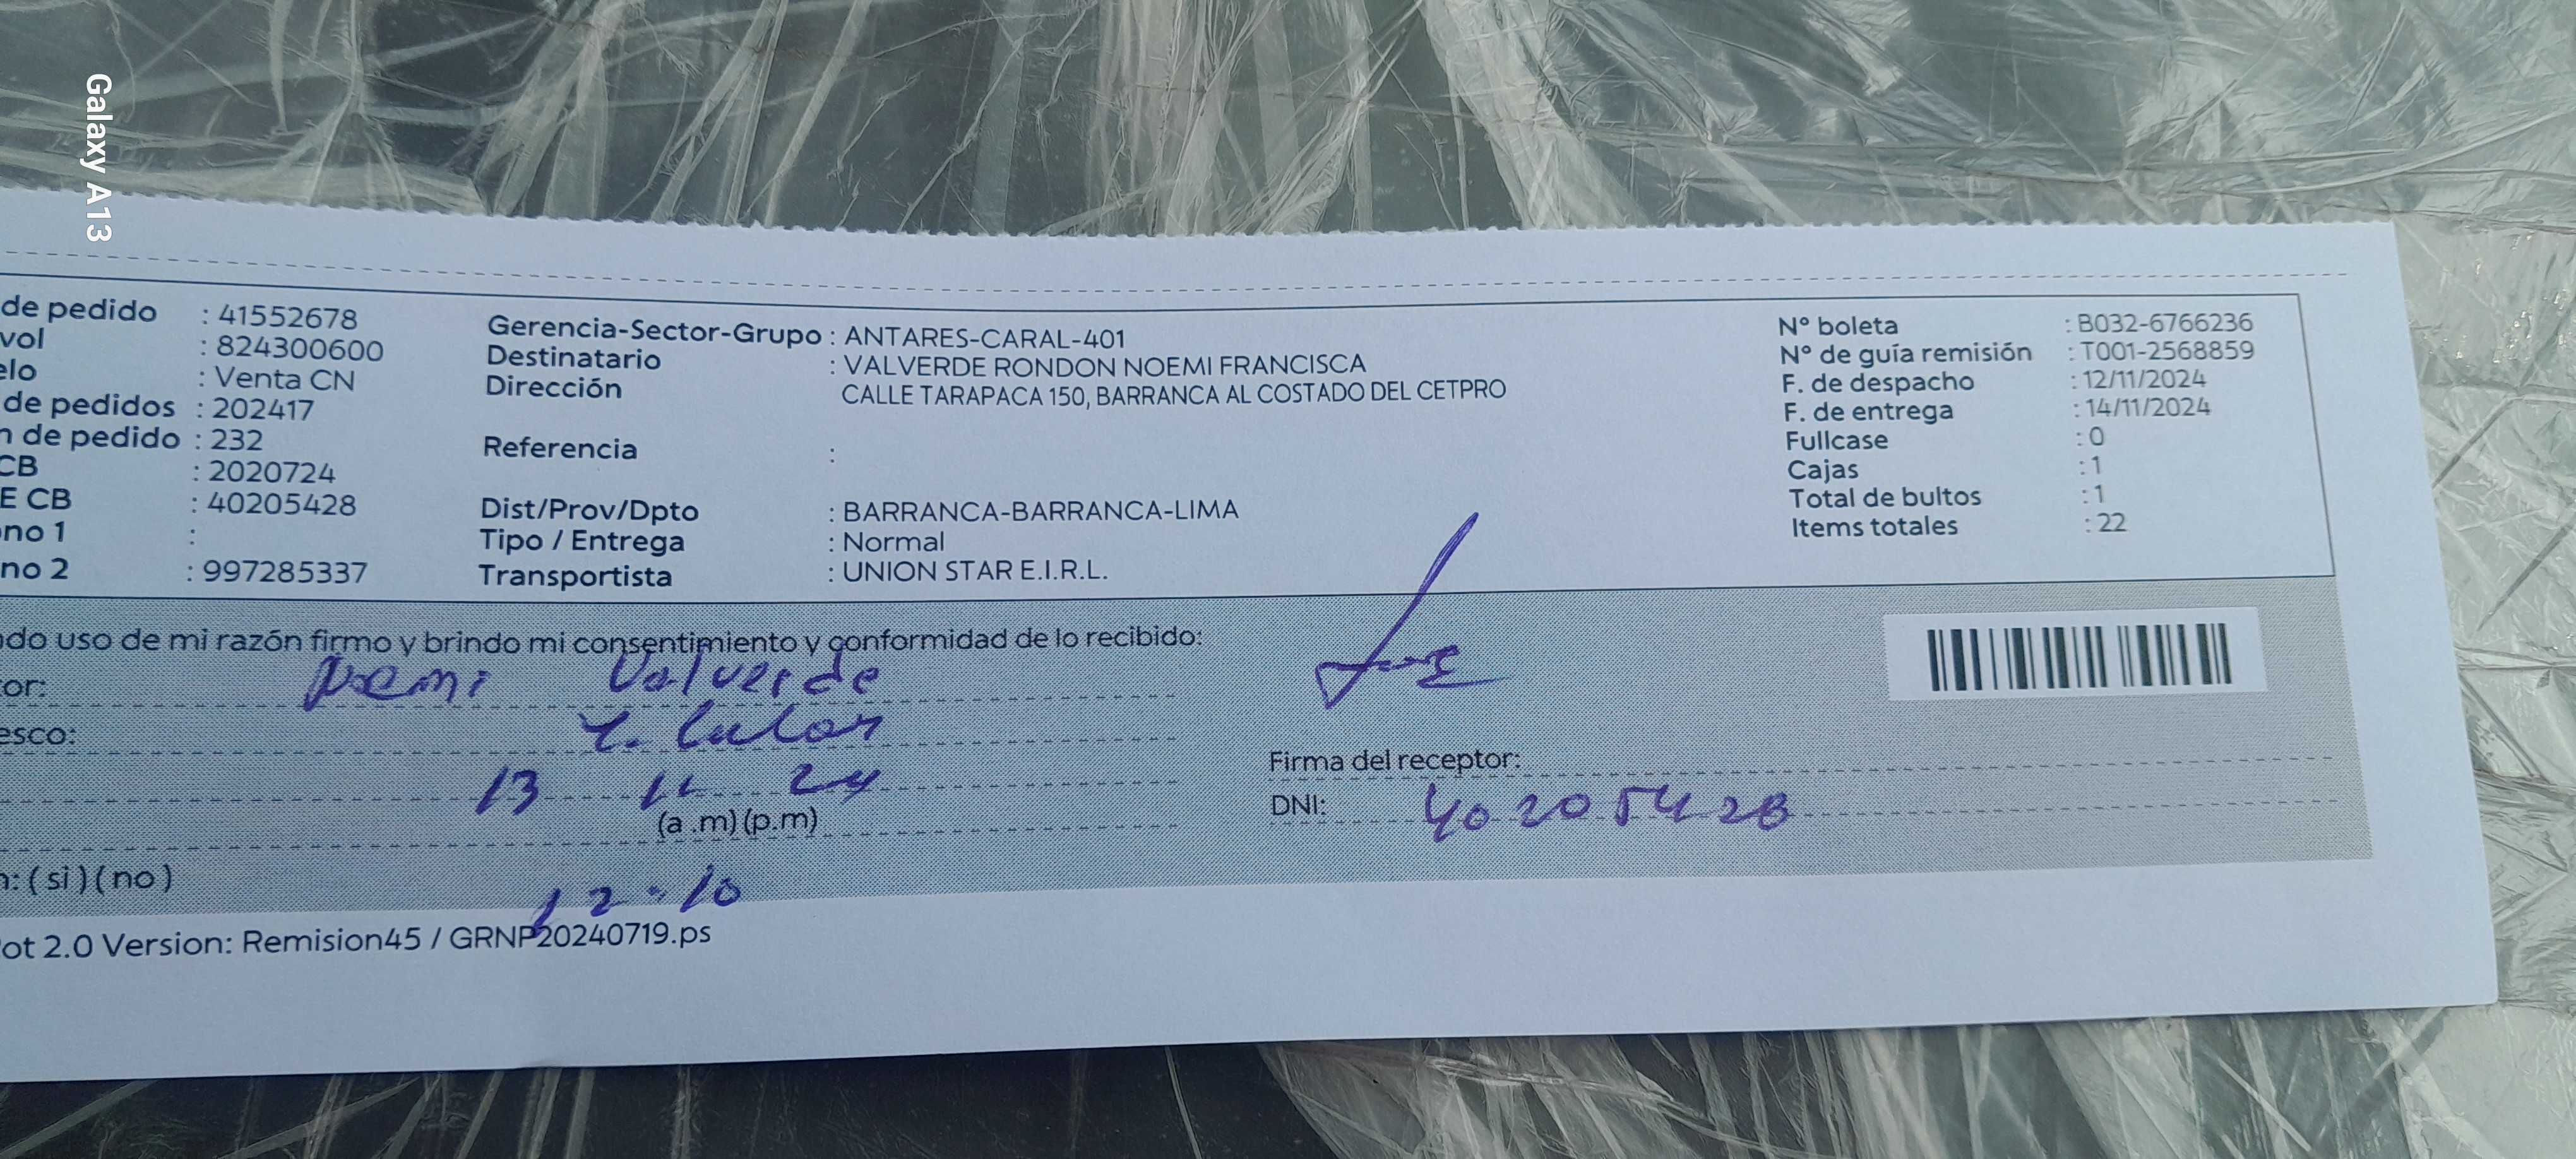 Galaxy A13
de pedido : 41552678
vol : 824300600
elo : Venta CN
de pedidos : 202417
n de pedido : 232
CB : 2020724
E CB : 40205428
no 1 :
no 2 : 997285337
Gerencia-Sector-Grupo : ANTARES-CARAL-401
Destinatario : VALVERDE RONDON NOEMI FRANCISCA
Dirección CALLE TARAPACA 150, BARRANCA AL COSTADO DEL CETPRO
Referencia :
Dist/Prov/Dpto : BARRANCA-BARRANCA-LIMA
Tipo / Entrega : Normal
Transportista : UNION STAR E.I.R.L.
N° boleta : B032-6766236
N° de guía remisión : T001-2568859
F. de despacho : 12/11/2024
F. de entrega : 14/11/2024
Fullcase : 0
Cajas : 1
Total de bultos : 1
Items totales : 22
do uso de mi razón firmo y brindo mi consentimiento y conformidad de lo recibido:
or: Noemi Valverde
esco:
13 11 24
(a .m) (p.m)
n: ( si ) ( no )
12:10
Firma del receptor:
DNI: 40205428
ot 2.0 Version: Remision45 / GRNP20240719.ps